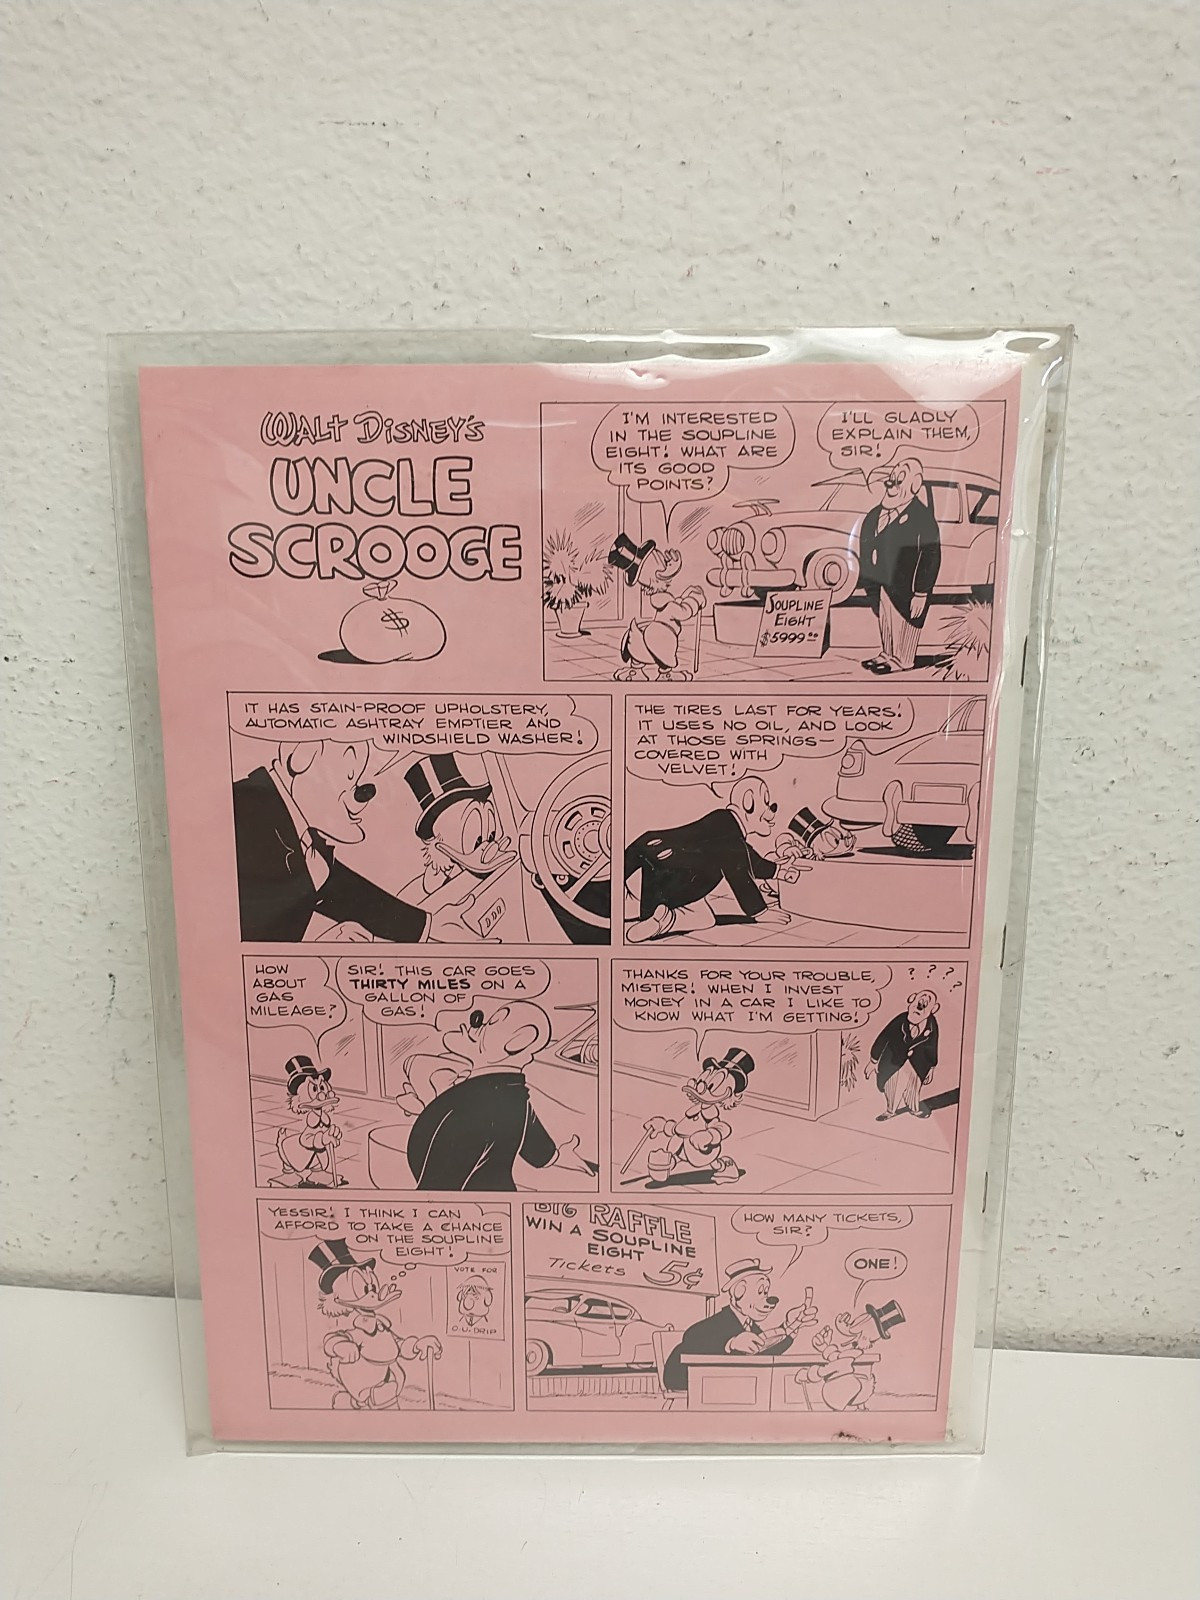 WALT DISNEY'S
UNCLE
SCROOGE
$
I'M INTERESTED
IN THE SOUPLINE
EIGHT! WHAT ARE
ITS GOOD
POINTS?
I'LL GLADLY
EXPLAIN THEM,
SIR!
SOUPLINE
EIGHT
$5999 00
IT HAS STAIN-PROOF UPHOLSTERY,
AUTOMATIC ASHTRAY EMPTIER AND
WINDSHIELD WASHER!
THE TIRES LAST FOR YEARS!
IT USES NO OIL, AND LOOK
AT THOSE SPRINGS—
COVERED WITH
VELVET!
HOW
ABOUT
GAS
MILEAGE?
SIR! THIS CAR GOES
THIRTY MILES ON A
GALLON OF
GAS!
THANKS FOR YOUR TROUBLE,
MISTER! WHEN I INVEST
MONEY IN A CAR I LIKE TO
KNOW WHAT I'M GETTING!
? ? ? ?
YESSIR! I THINK I CAN
AFFORD TO TAKE A CHANCE
ON THE SOUPLINE
EIGHT!
VOTE FOR
O.U. DRIP
BIG RAFFLE
WIN A SOUPLINE
EIGHT
Tickets 5¢
HOW MANY TICKETS,
SIR?
ONE!